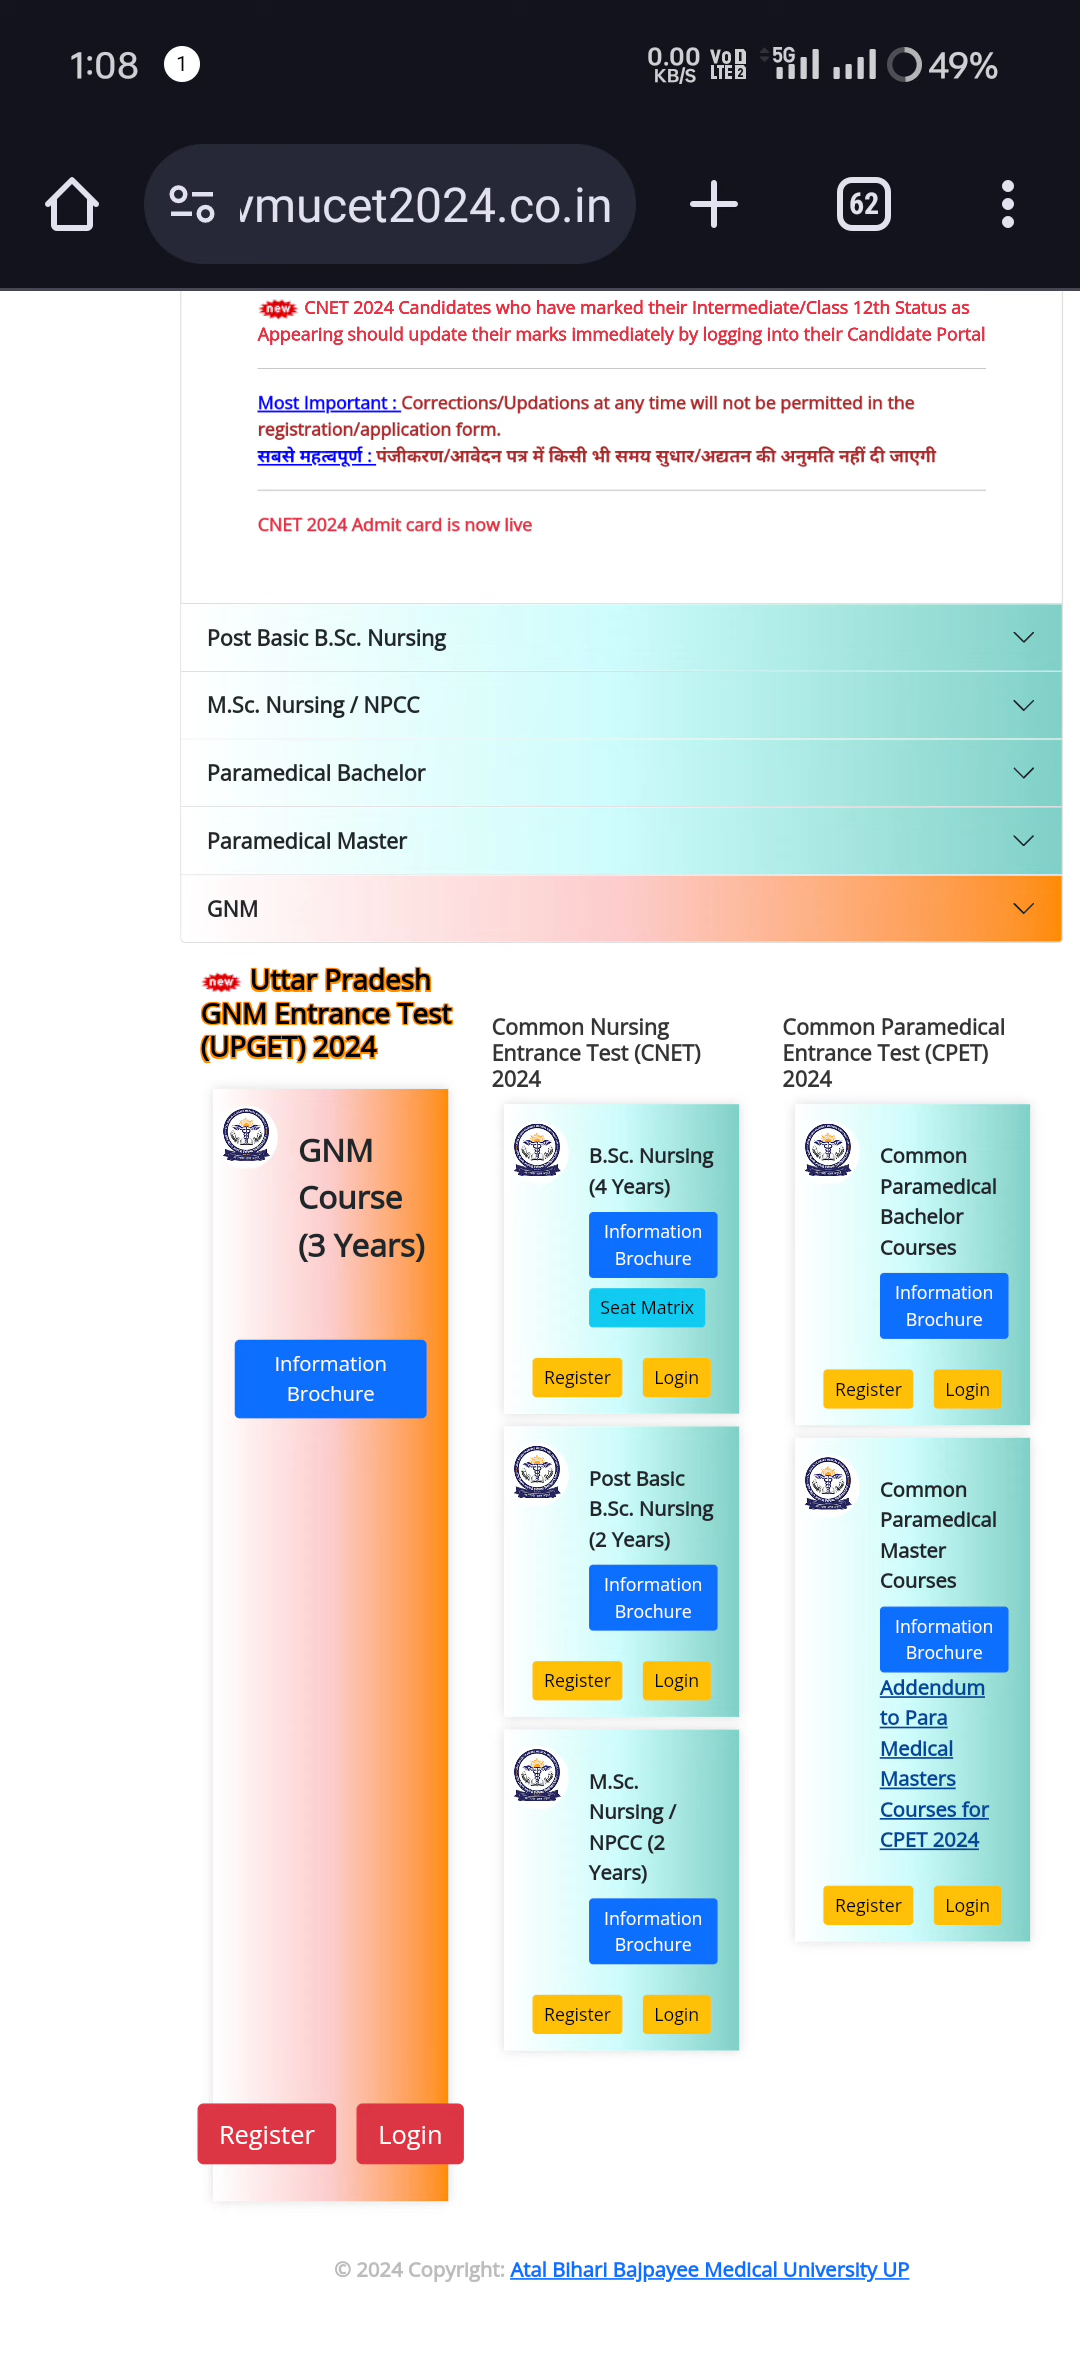 1:08
1
0.00
KB/S
Vo 1
LTE 2
5G
49%
vmucet2024.co.in
62
new CNET 2024 Candidates who have marked their Intermediate/Class 12th Status as
Appearing should update their marks immediately by logging into their Candidate Portal
Most Important : Corrections/Updations at any time will not be permitted in the
registration/application form.
सबसे महत्वपूर्ण : पंजीकरण/आवेदन पत्र में किसी भी समय सुधार/अद्यतन की अनुमति नहीं दी जाएगी
CNET 2024 Admit card is now live
Post Basic B.Sc. Nursing
M.Sc. Nursing / NPCC
Paramedical Bachelor
Paramedical Master
GNM
new Uttar Pradesh
GNM Entrance Test
(UPGET) 2024
GNM
Course
(3 Years)
Information
Brochure
Register
Login
Common Nursing
Entrance Test (CNET)
2024
B.Sc. Nursing
(4 Years)
Information
Brochure
Seat Matrix
Register
Login
Post Basic
B.Sc. Nursing
(2 Years)
Information
Brochure
Register
Login
M.Sc.
Nursing /
NPCC (2
Years)
Information
Brochure
Register
Login
Common Paramedical
Entrance Test (CPET)
2024
Common
Paramedical
Bachelor
Courses
Information
Brochure
Register
Login
Common
Paramedical
Master
Courses
Information
Brochure
Addendum
to Para
Medical
Masters
Courses for
CPET 2024
Register
Login
© 2024 Copyright: Atal Bihari Bajpayee Medical University UP